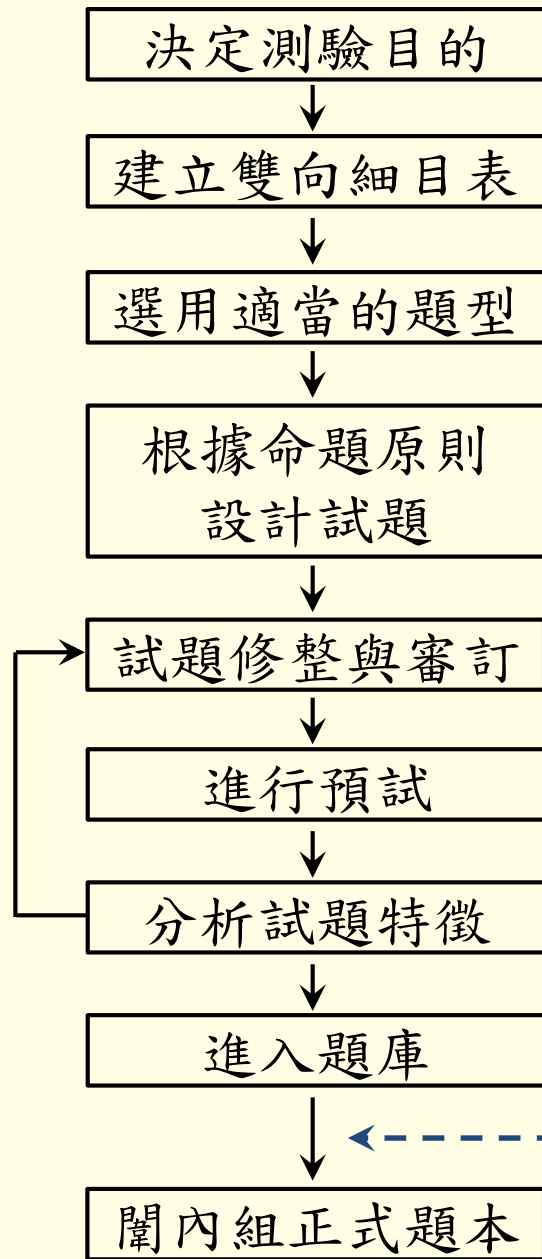 決定測驗目的
建立雙向細目表
選用適當的題型
根據命題原則
設計試題
試題修整與審訂
進行預試
分析試題特徵
進入題庫
闈內組正式題本